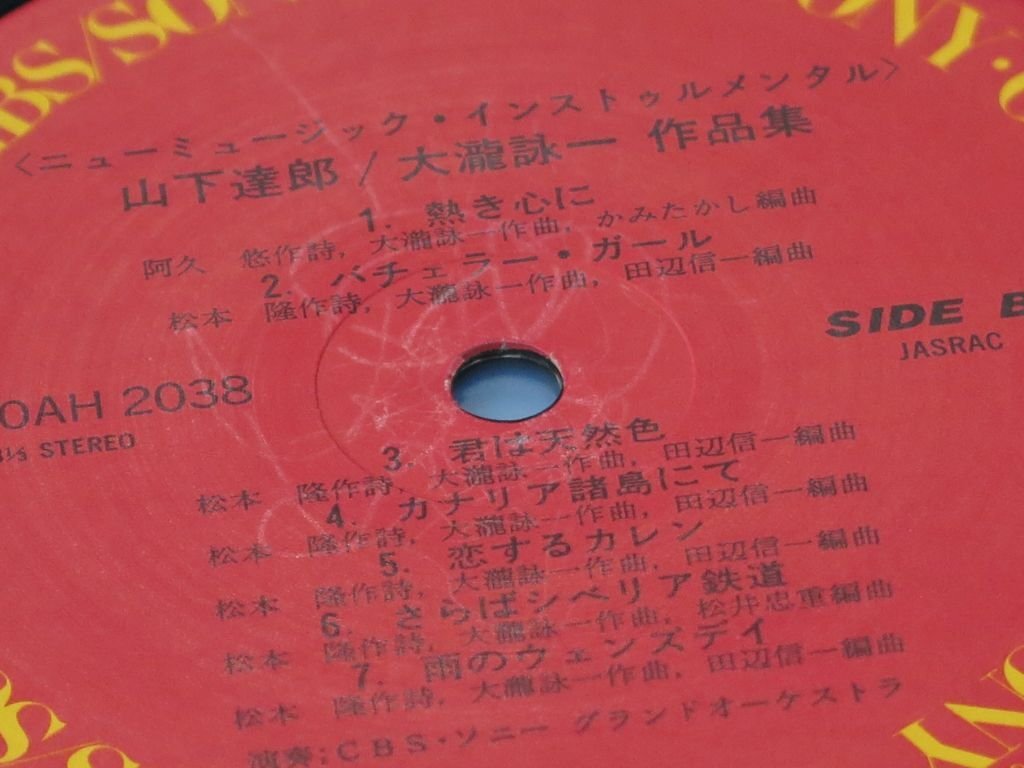 BS/SON
ONY·C
〈ニューミュージック・インストゥルメンタル〉
山下達郎/大瀧詠一 作品集
1. 熱き心に
阿久 悠作詩, 大瀧詠一作曲, かみたかし編曲
2. バチェラー・ガール
松本 隆作詩, 大瀧詠一作曲, 田辺信一編曲
SIDE B
JASRAC
OAH 2038
33⅓ STEREO
3. 君は天然色
松本 隆作詩, 大瀧詠一作曲, 田辺信一編曲
4. カナリア諸島にて
松本 隆作詩, 大瀧詠一作曲, 田辺信一編曲
5. 恋するカレン
松本 隆作詩, 大瀧詠一作曲, 田辺信一編曲
6. さらばシベリア鉄道
松本 隆作詩, 大瀧詠一作曲, 松井忠重編曲
7. 雨のウェンズデイ
松本 隆作詩, 大瀧詠一作曲, 田辺信一編曲
演奏:CBS・ソニー グランドオーケストラ